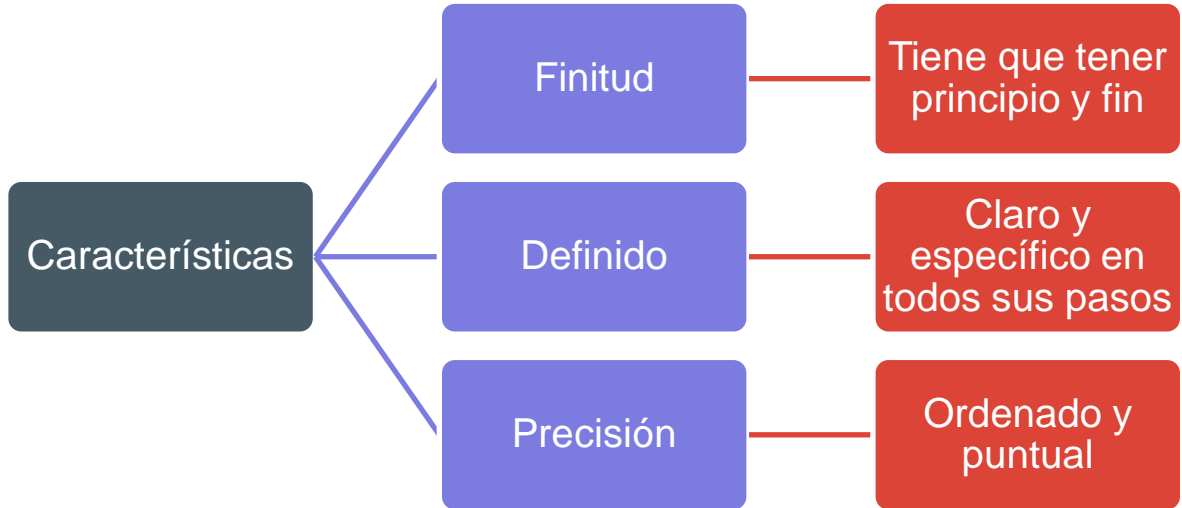 Características
Finitud
Tiene que tener
principio y fin
Definido
Claro y
específico en
todos sus pasos
Precisión
Ordenado y
puntual